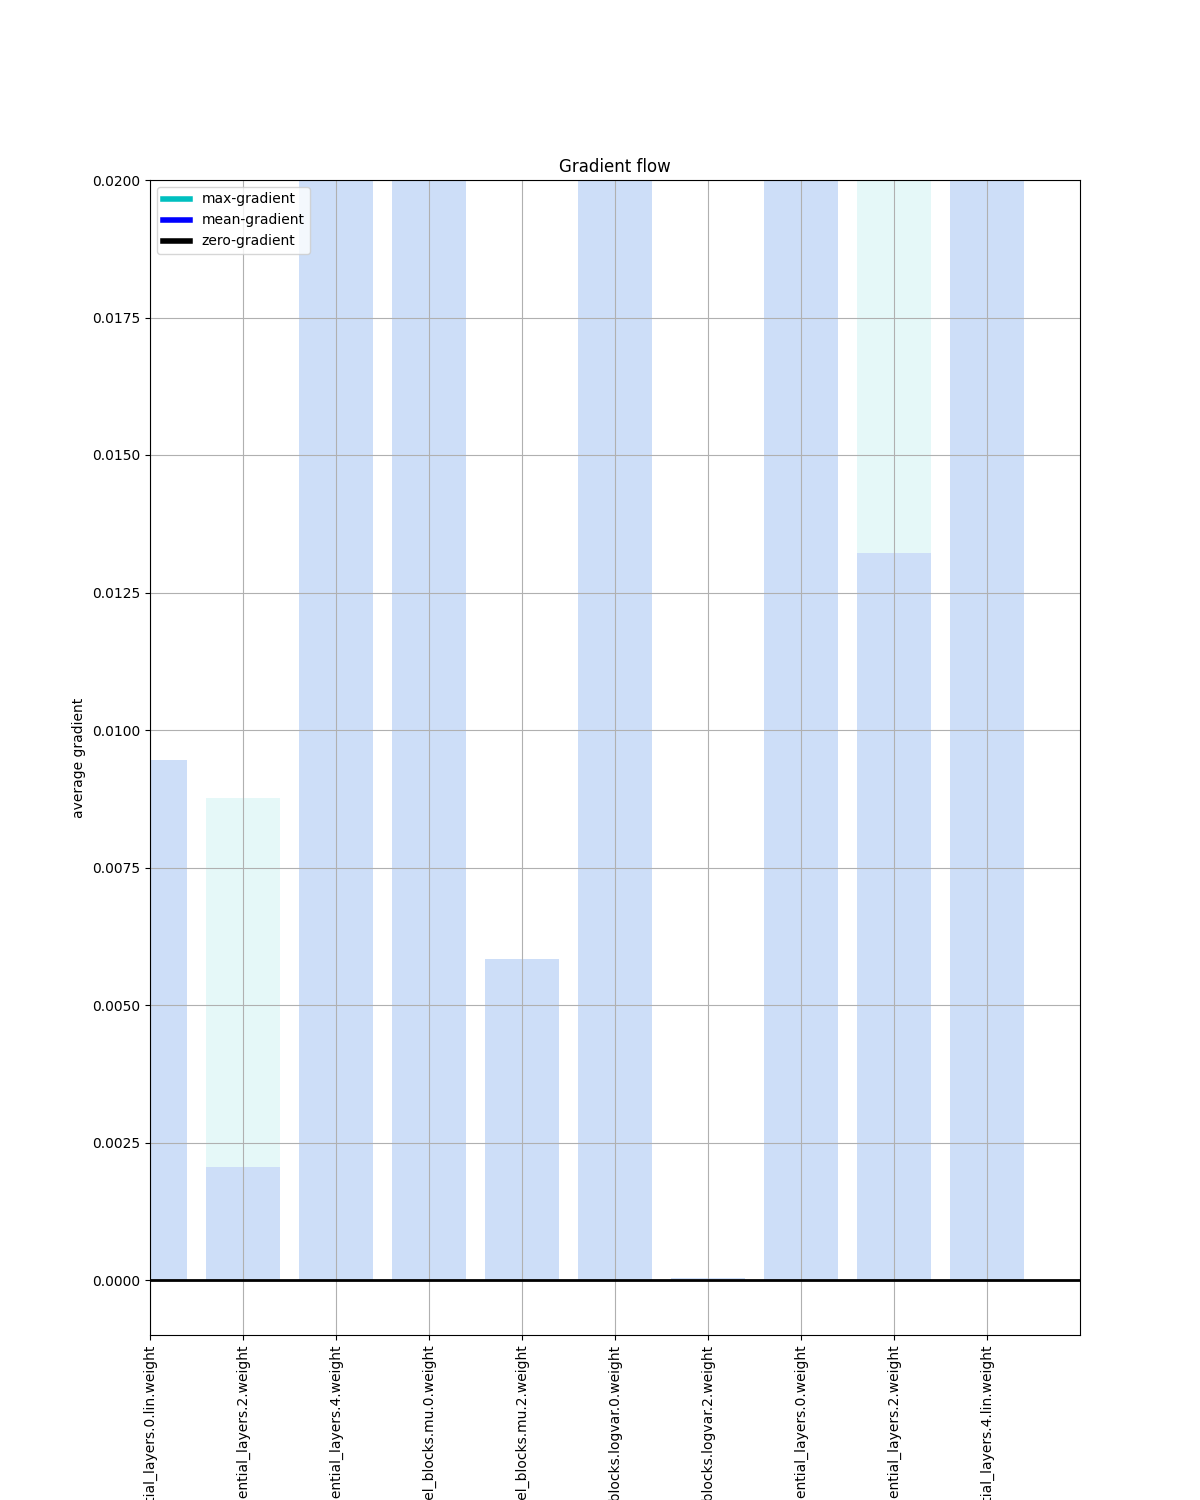 Gradient flow
max-gradient
mean-gradient
zero-gradient
0.0200
0.0175
0.0150
0.0125
0.0100
0.0075
0.0050
0.0025
0.0000
average gradient
tial_layers.0.lin.weight
ential_layers.2.weight
ential_layers.4.weight
el_blocks.mu.0.weight
el_blocks.mu.2.weight
blocks.logvar.0.weight
blocks.logvar.2.weight
ential_layers.0.weight
ential_layers.2.weight
tial_layers.4.lin.weight